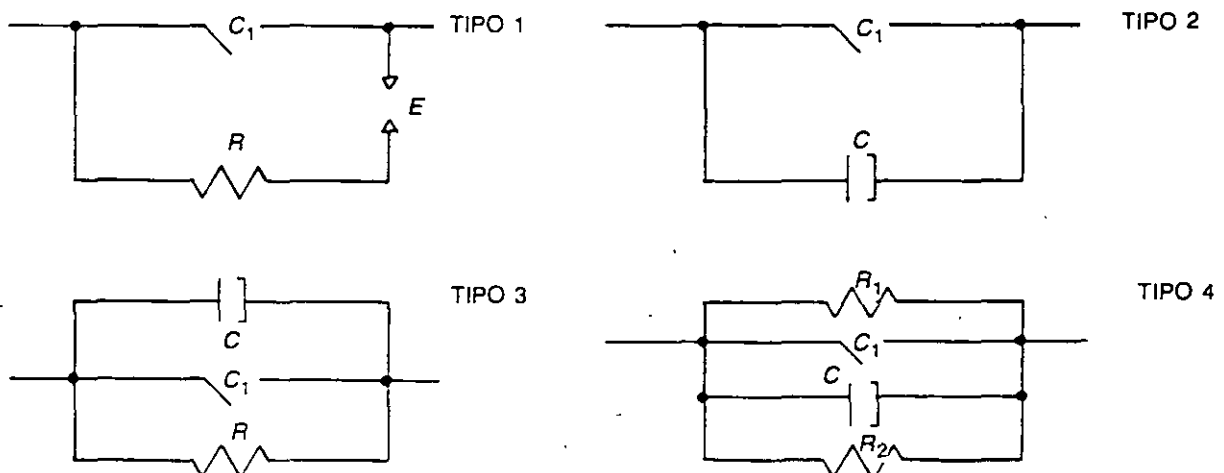 C₁ TIPO 1
E
R
C₁ TIPO 2
C
TIPO 3
C
C₁
R
R₁ TIPO 4
C₁
C
R₂